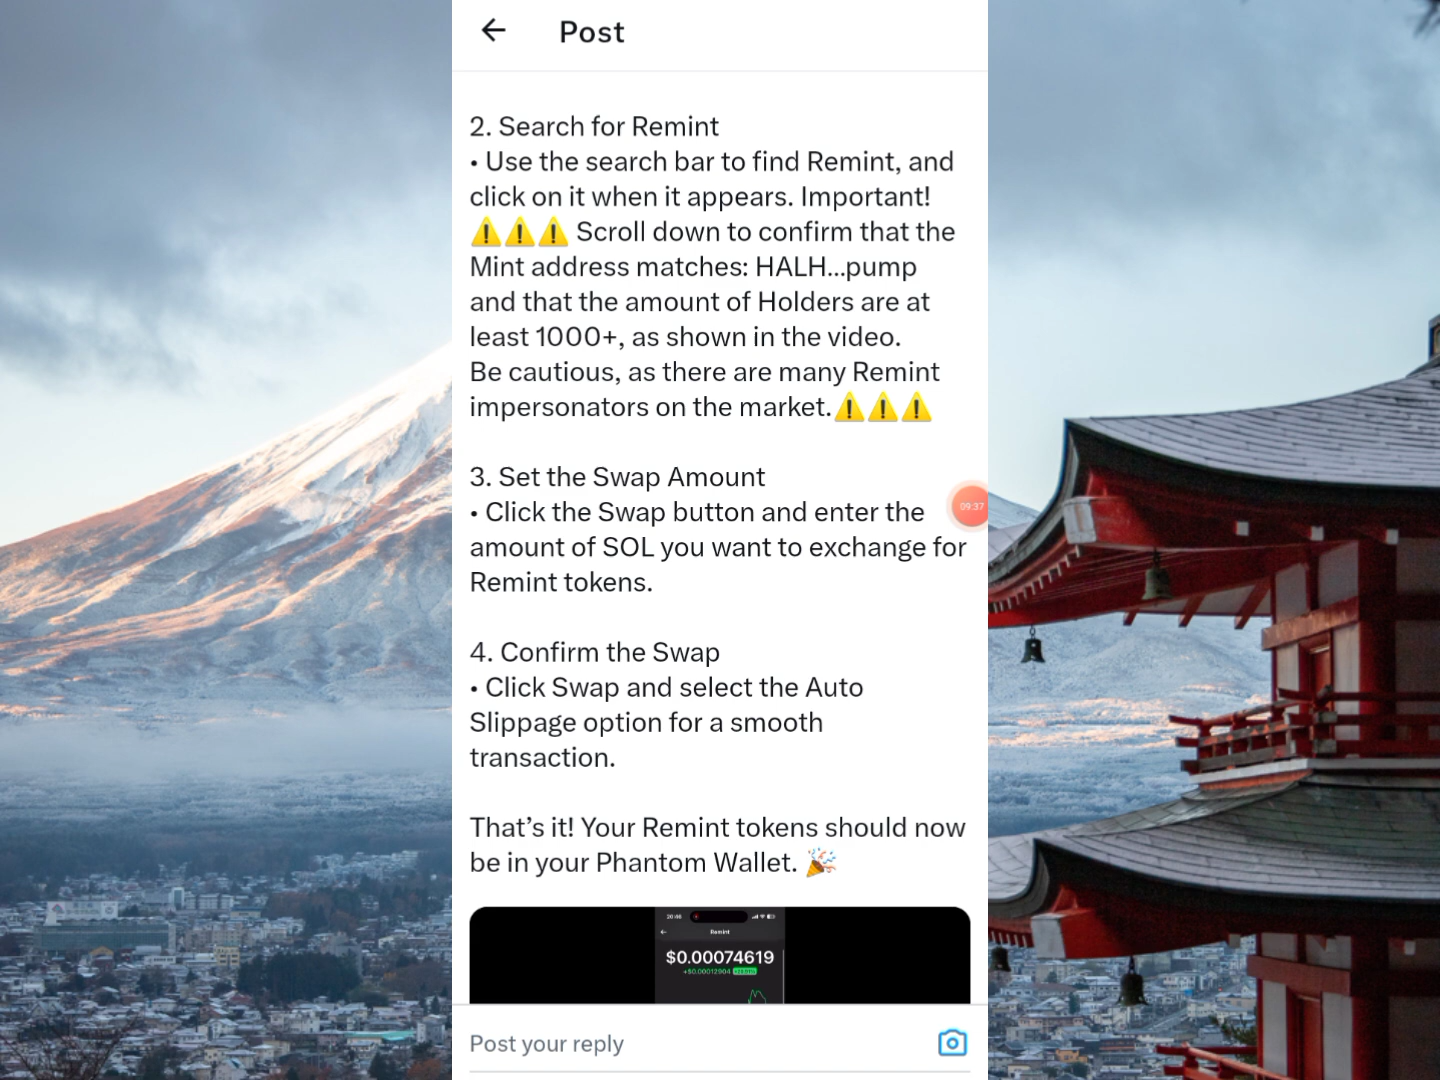 Post
2. Search for Remint
• Use the search bar to find Remint, and
click on it when it appears. Important!
⚠️⚠️⚠️ Scroll down to confirm that the
Mint address matches: HALH...pump
and that the amount of Holders are at
least 1000+, as shown in the video.
Be cautious, as there are many Remint
impersonators on the market.⚠️⚠️⚠️
3. Set the Swap Amount
• Click the Swap button and enter the
amount of SOL you want to exchange for
Remint tokens.
09:37
4. Confirm the Swap
• Click Swap and select the Auto
Slippage option for a smooth
transaction.
That’s it! Your Remint tokens should now
be in your Phantom Wallet. 🎉
Remint
$0.00074619
+$0.00012904
Post your reply